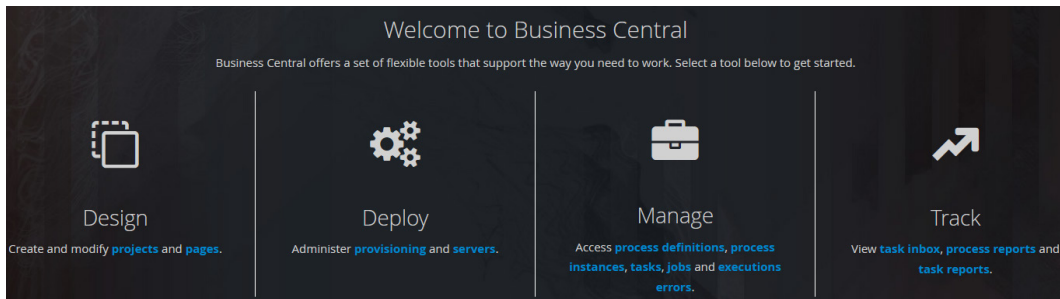 Welcome to Business Central
Business Central offers a set of flexible tools that support the way you need to work. Select a tool below to get started.
Design
Create and modify projects and pages.
Deploy
Administer provisioning and servers.
Manage
Access process definitions, process
instances, tasks, jobs and executions
errors.
Track
View task inbox, process reports and
task reports.